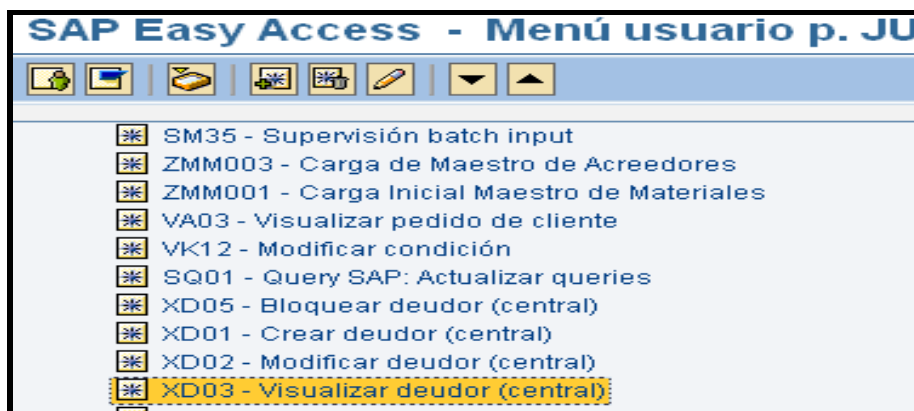 SAP Easy Access - Menú usuario p. JU
SM35 - Supervisión batch input
ZMM003 - Carga de Maestro de Acreedores
ZMM001 - Carga Inicial Maestro de Materiales
VA03 - Visualizar pedido de cliente
VK12 - Modificar condición
SQ01 - Query SAP: Actualizar queries
XD05 - Bloquear deudor (central)
XD01 - Crear deudor (central)
XD02 - Modificar deudor (central)
XD03 - Visualizar deudor (central)